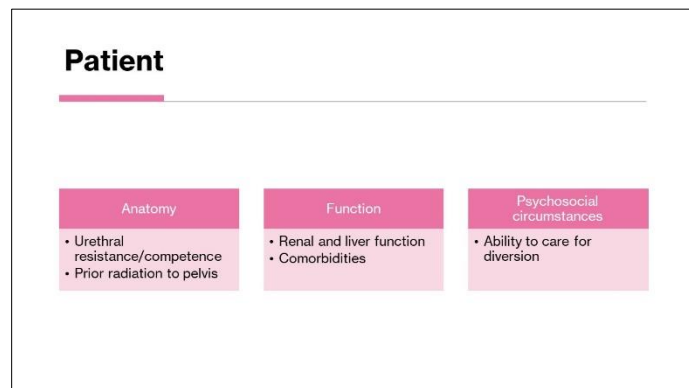 Patient
Anatomy
• Urethral
resistance/competence
• Prior radiation to pelvis
Function
• Renal and liver function
• Comorbidities
Psychosocial
circumstances
• Ability to care for
diversion